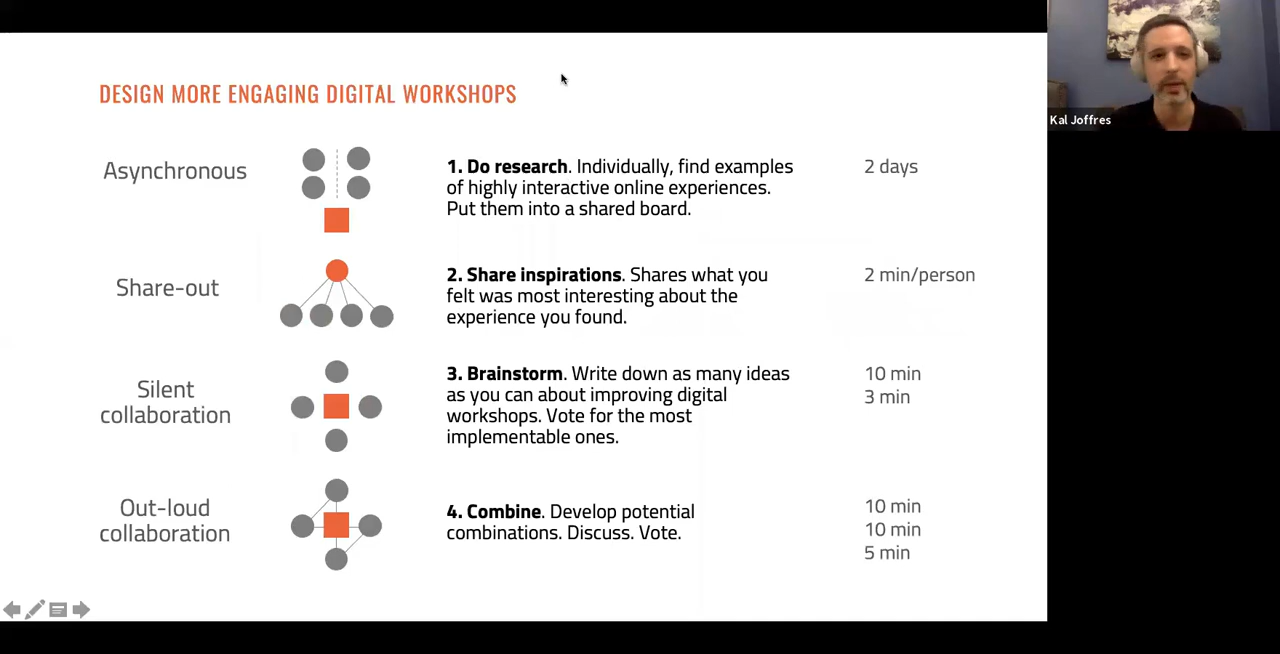 DESIGN MORE ENGAGING DIGITAL WORKSHOPS
Kal Joffres
Asynchronous
1. Do research. Individually, find examples
of highly interactive online experiences.
Put them into a shared board.
2 days
Share-out
2. Share inspirations. Shares what you
felt was most interesting about the
experience you found.
2 min/person
Silent
collaboration
3. Brainstorm. Write down as many ideas
as you can about improving digital
workshops. Vote for the most
implementable ones.
10 min
3 min
Out-loud
collaboration
4. Combine. Develop potential
combinations. Discuss. Vote.
10 min
10 min
5 min